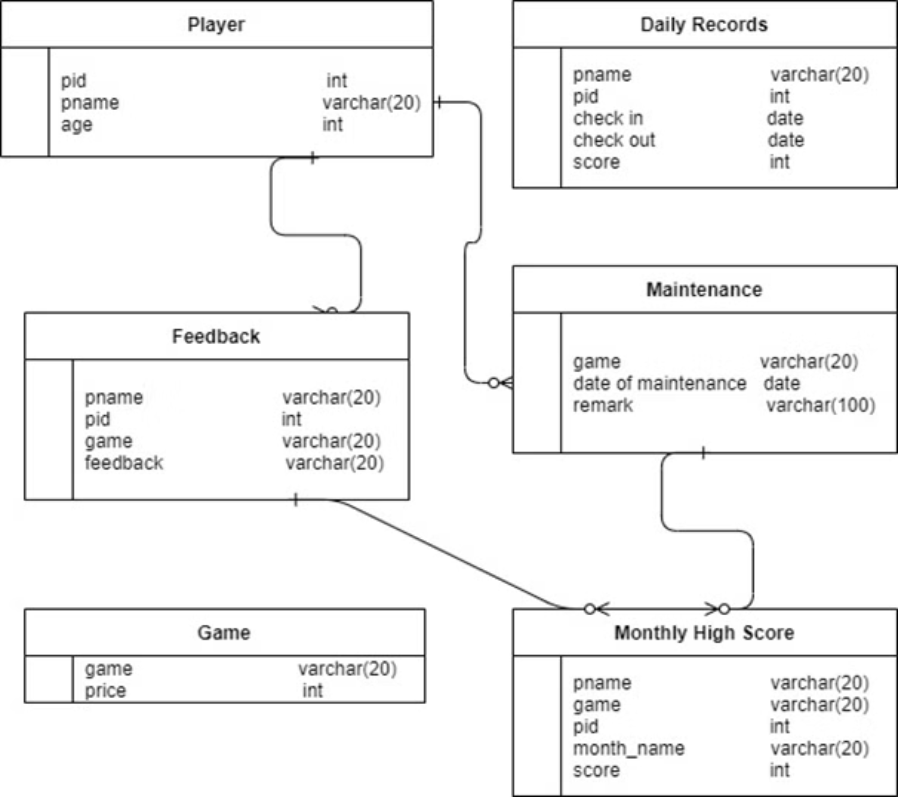 Player
pid int
pname varchar(20)
age int
Daily Records
pname varchar(20)
pid int
check in date
check out date
score int
Feedback
pname varchar(20)
pid int
game varchar(20)
feedback varchar(20)
Maintenance
game varchar(20)
date of maintenance date
remark varchar(100)
Game
game varchar(20)
price int
Monthly High Score
pname varchar(20)
game varchar(20)
pid int
month_name varchar(20)
score int